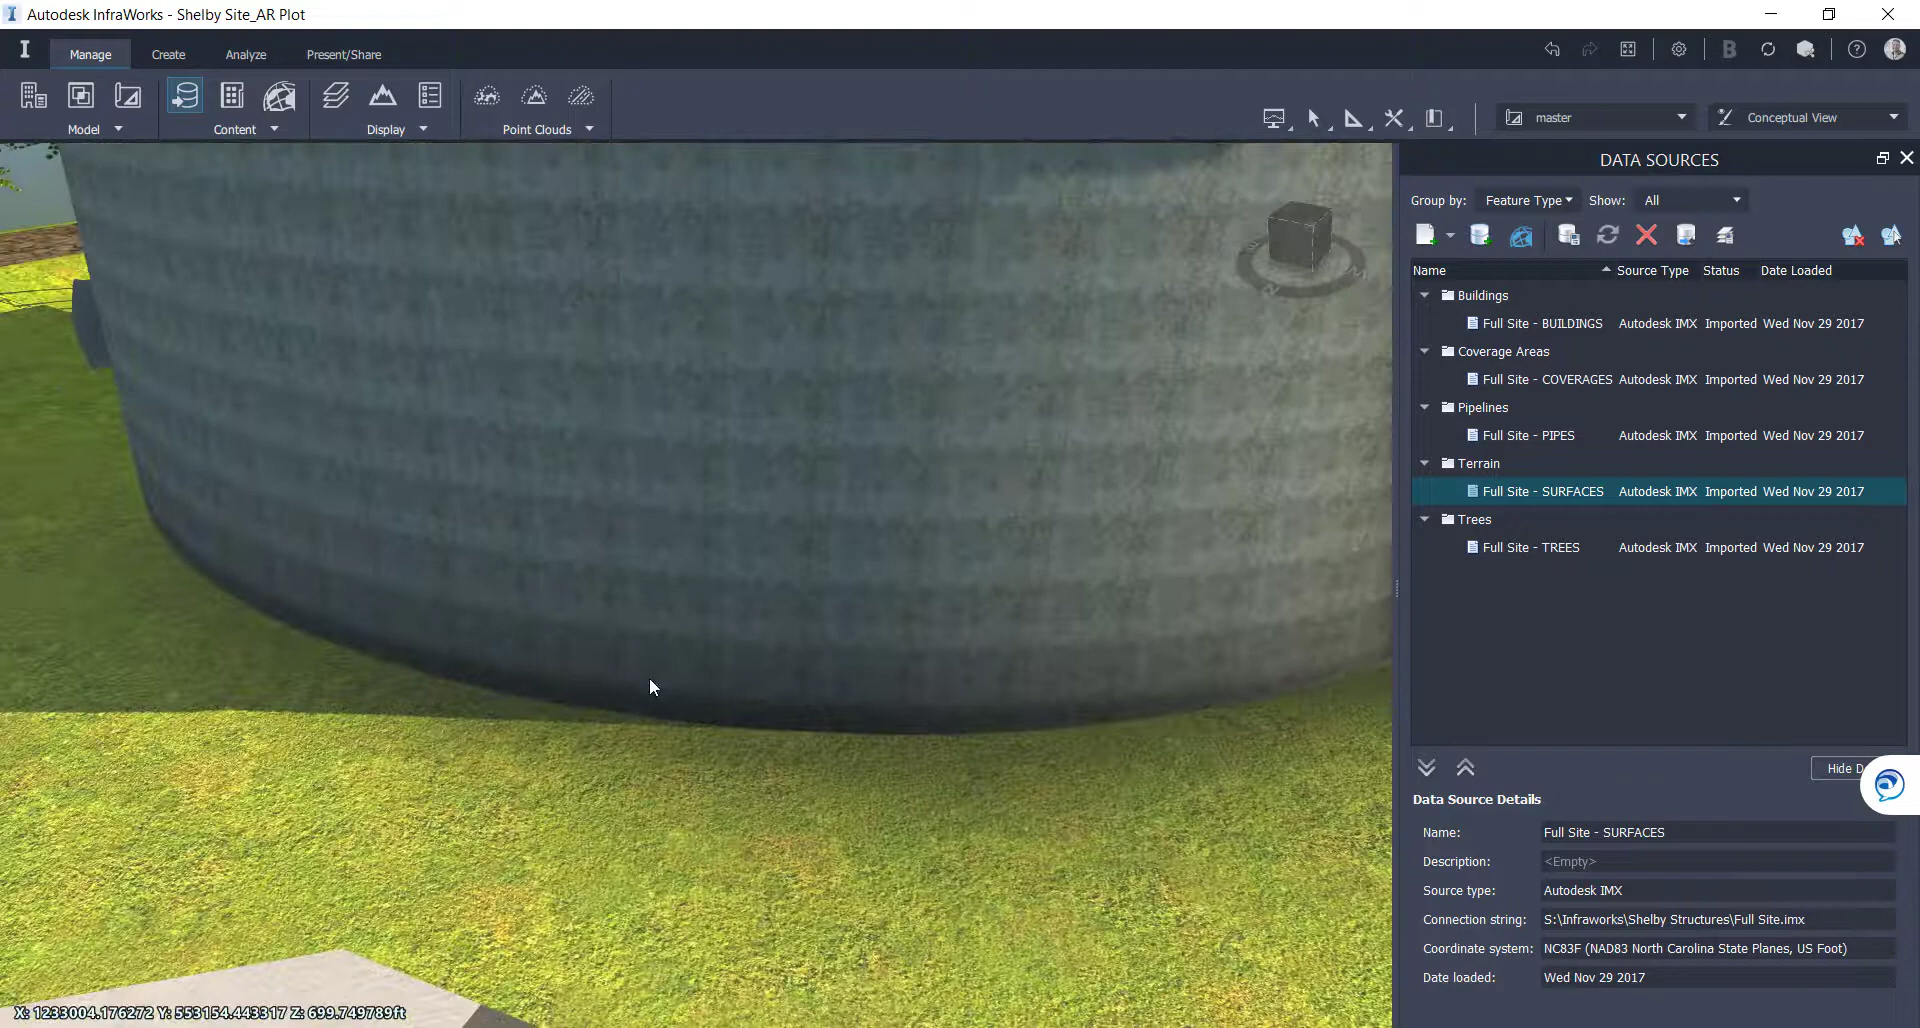 Autodesk InfraWorks - Shelby Site_AR Plot
Manage Create Analyze Present/Share
Model Content Display Point Clouds
master Conceptual View
DATA SOURCES
Group by: Feature Type Show: All
Name Source Type Status Date Loaded
Buildings
Full Site - BUILDINGS Autodesk IMX Imported Wed Nov 29 2017
Coverage Areas
Full Site - COVERAGES Autodesk IMX Imported Wed Nov 29 2017
Pipelines
Full Site - PIPES Autodesk IMX Imported Wed Nov 29 2017
Terrain
Full Site - SURFACES Autodesk IMX Imported Wed Nov 29 2017
Trees
Full Site - TREES Autodesk IMX Imported Wed Nov 29 2017
Hide D
Data Source Details
Name: Full Site - SURFACES
Description: <Empty>
Source type: Autodesk IMX
Connection string: S:\Infraworks\Shelby Structures\Full Site.imx
Coordinate system: NC83F (NAD83 North Carolina State Planes, US Foot)
Date loaded: Wed Nov 29 2017
X: 1233004.176272 Y: 553154.443317 Z: 699.749789ft